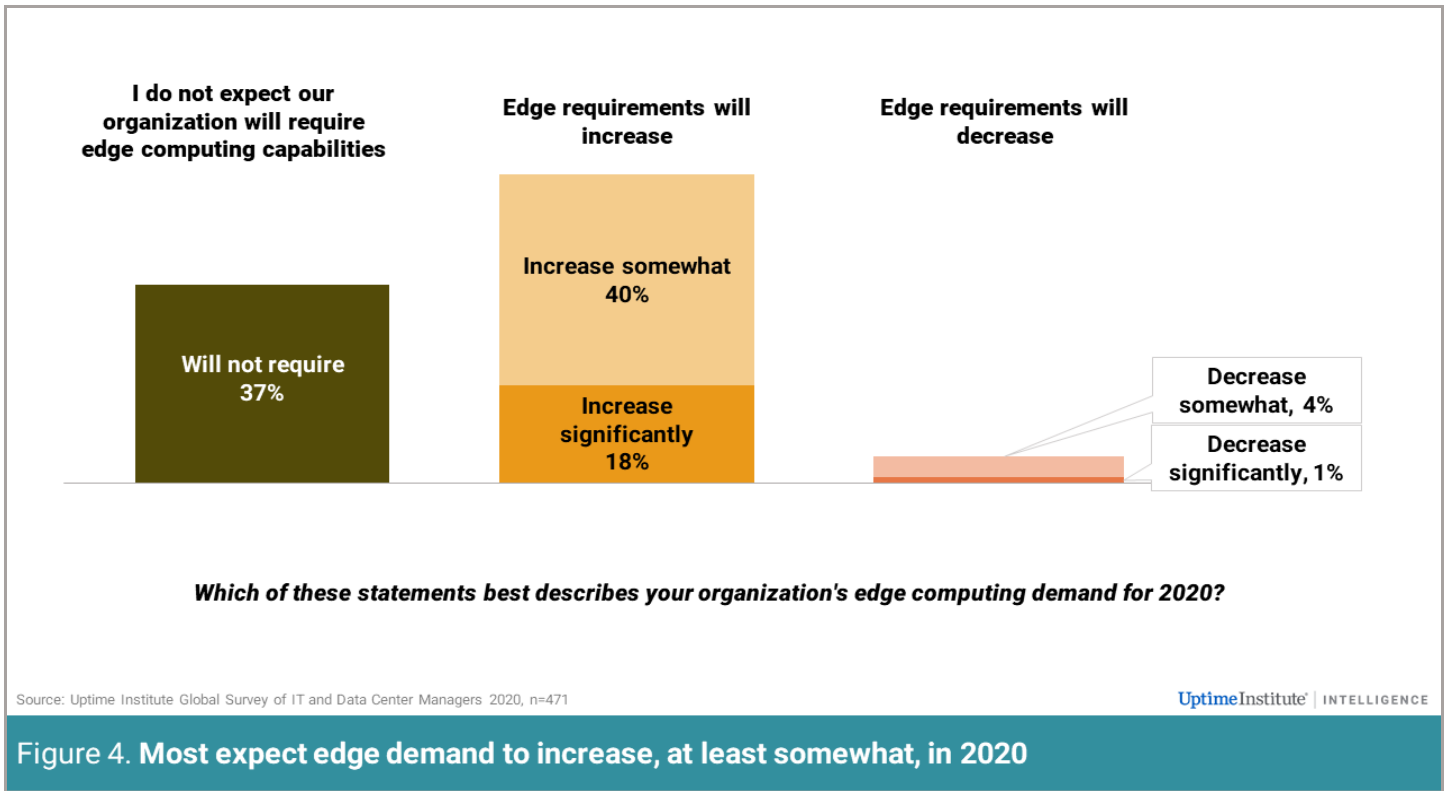 I do not expect our
organization will require
edge computing capabilities
Edge requirements will
increase
Edge requirements will
decrease
Will not require
37%
Increase somewhat
40%
Increase
significantly
18%
Decrease
somewhat, 4%
Decrease
significantly, 1%
Which of these statements best describes your organization's edge computing demand for 2020?
Source: Uptime Institute Global Survey of IT and Data Center Managers 2020, n=471
UptimeInstitute® | INTELLIGENCE
Figure 4. Most expect edge demand to increase, at least somewhat, in 2020